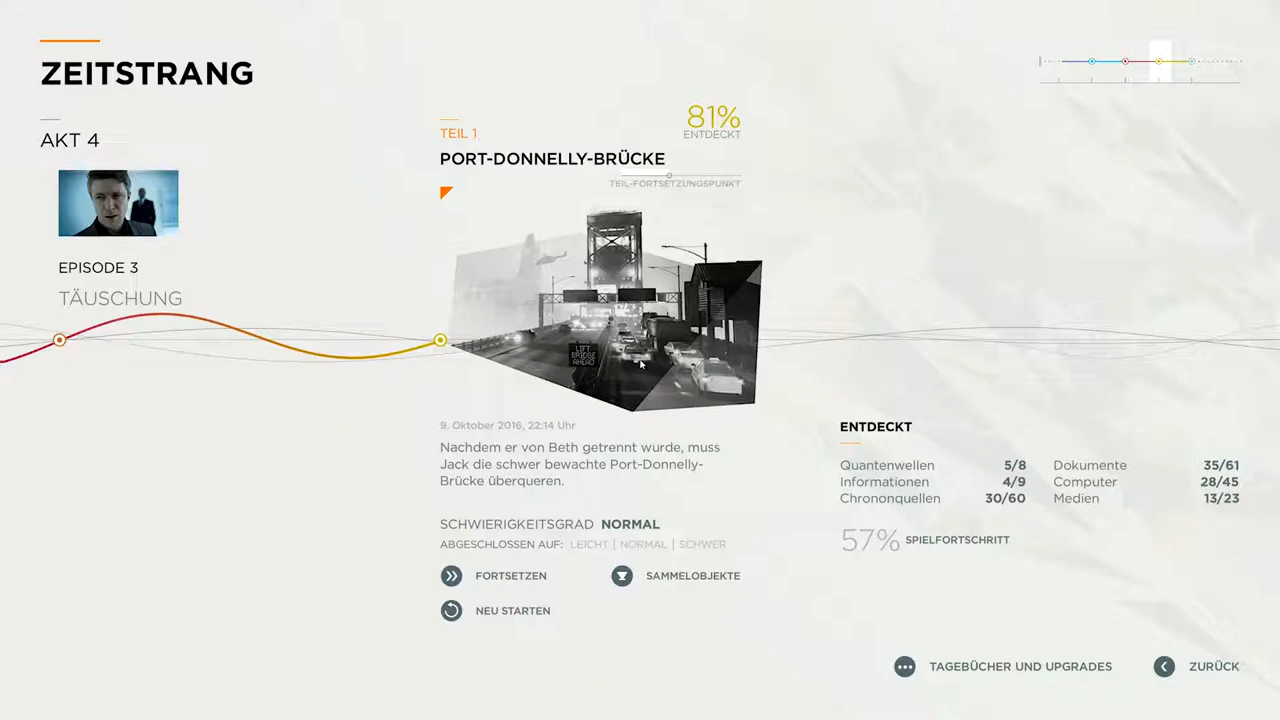 ZEITSTRANG
AKT 4
EPISODE 3
TÄUSCHUNG
TEIL 1
81%
ENTDECKT
PORT-DONNELLY-BRÜCKE
TEIL-FORTSETZUNGSPUNKT
LIFT
BRIDGE
AHEAD
9. Oktober 2016, 22:14 Uhr
Nachdem er von Beth getrennt wurde, muss
Jack die schwer bewachte Port-Donnelly-
Brücke überqueren.
SCHWIERIGKEITSGRAD NORMAL
ABGESCHLOSSEN AUF: LEICHT | NORMAL | SCHWER
FORTSETZEN
SAMMELOBJEKTE
NEU STARTEN
ENTDECKT
Quantenwellen 5/8 Dokumente 35/61
Informationen 4/9 Computer 28/45
Chrononquellen 30/60 Medien 13/23
57% SPIELFORTSCHRITT
TAGEBÜCHER UND UPGRADES
ZURÜCK